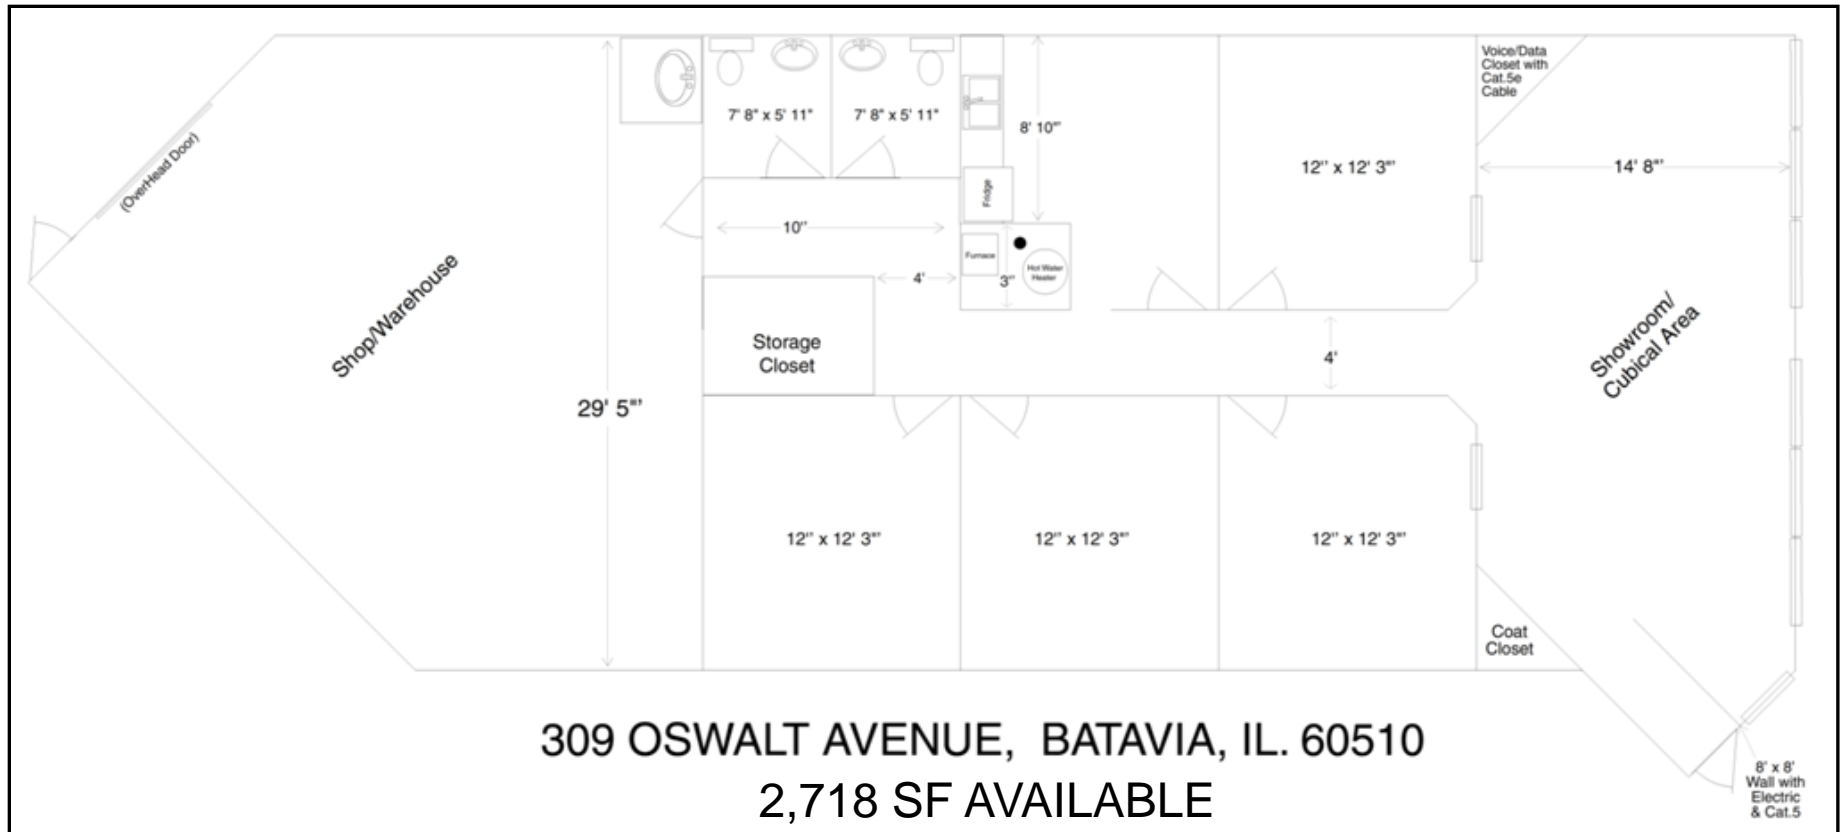 Voice/Data
Closet with
Cat.5e
Cable
7' 8" x 5' 11"
7' 8" x 5' 11"
8' 10"'
12'' x 12' 3"'
14' 8"'
(OverHead Door)
Fridge
10''
Furnace
Hot Water
Heater
4'
3"'
Shop/Warehouse
Storage
Closet
4'
Showroom/
Cubical Area
29' 5"'
12'' x 12' 3"'
12'' x 12' 3"'
12'' x 12' 3"'
Coat
Closet
309 OSWALT AVENUE, BATAVIA, IL. 60510
2,718 SF AVAILABLE
8' x 8'
Wall with
Electric
& Cat.5